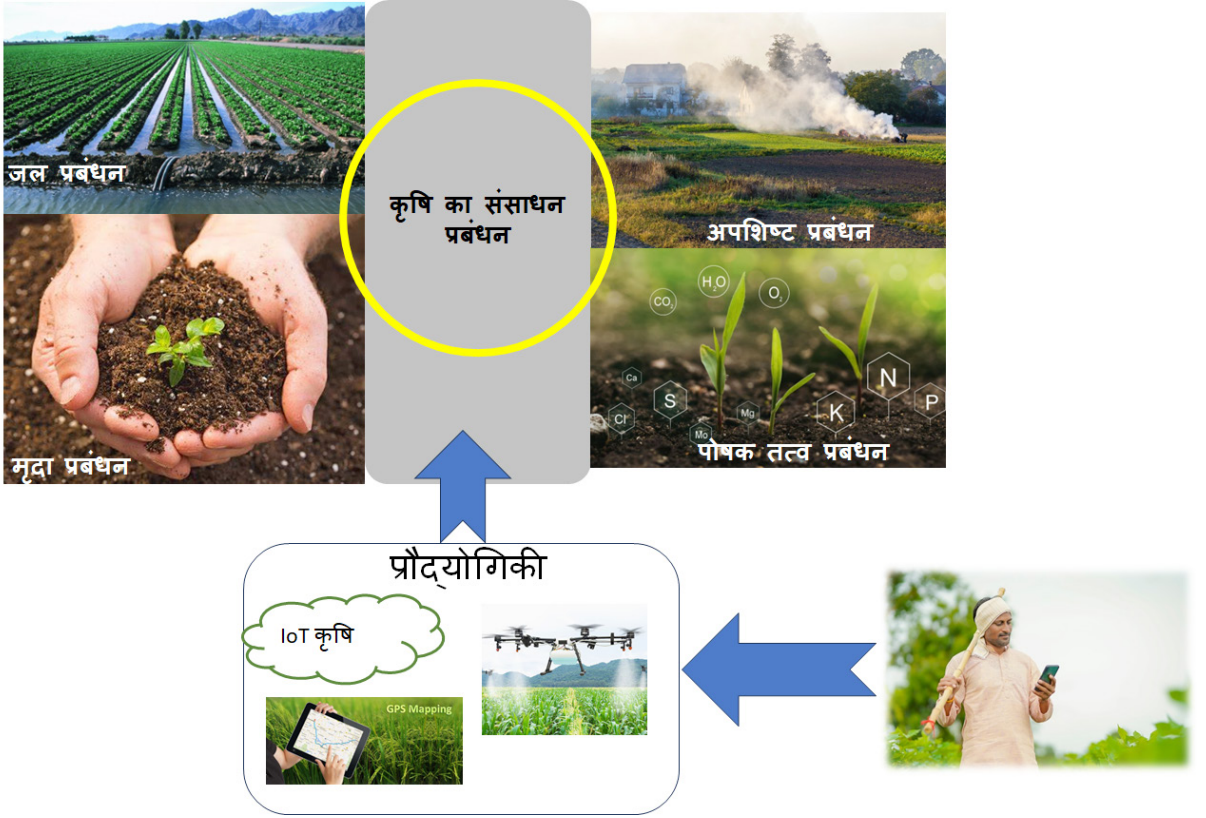 जल प्रबंधन
कृषि का संसाधन
प्रबंधन
अपशिष्ट प्रबंधन
मृदा प्रबंधन
CO₂
H₂O
O₂
Ca
S
Cl
Mo
Mg
K
N
P
पोषक तत्व प्रबंधन
प्रौद्योगिकी
IoT कृषि
GPS Mapping